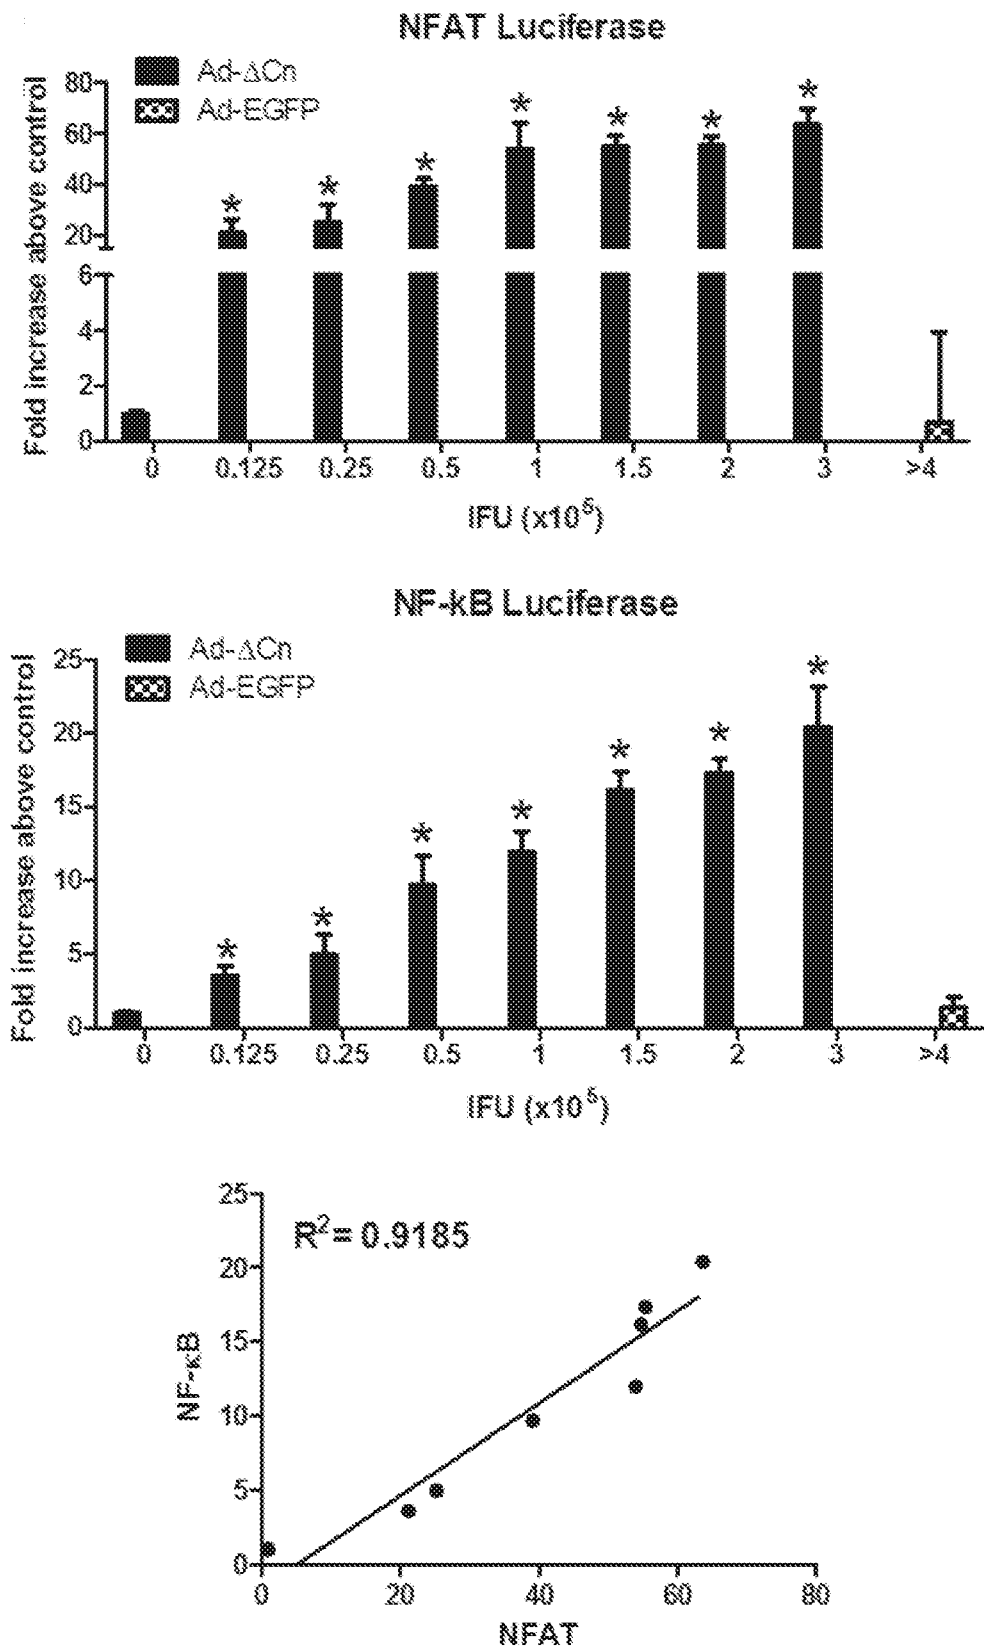 NFAT Luciferase
Ad-ΔCn
Ad-EGFP
Fold increase above control
80
60
40
20
6
4
2
0
0 0.125 0.25 0.5 1 1.5 2 3 >4
IFU (x10⁵)
*
*
*
*
*
*
*
NF-kB Luciferase
Ad-ΔCn
Ad-EGFP
Fold increase above control
25
20
15
10
5
0
0 0.125 0.25 0.5 1 1.5 2 3 >4
IFU (x10⁵)
*
*
*
*
*
*
*
R²= 0.9185
NF-κB
25
20
15
10
5
0
0 20 40 60 80
NFAT